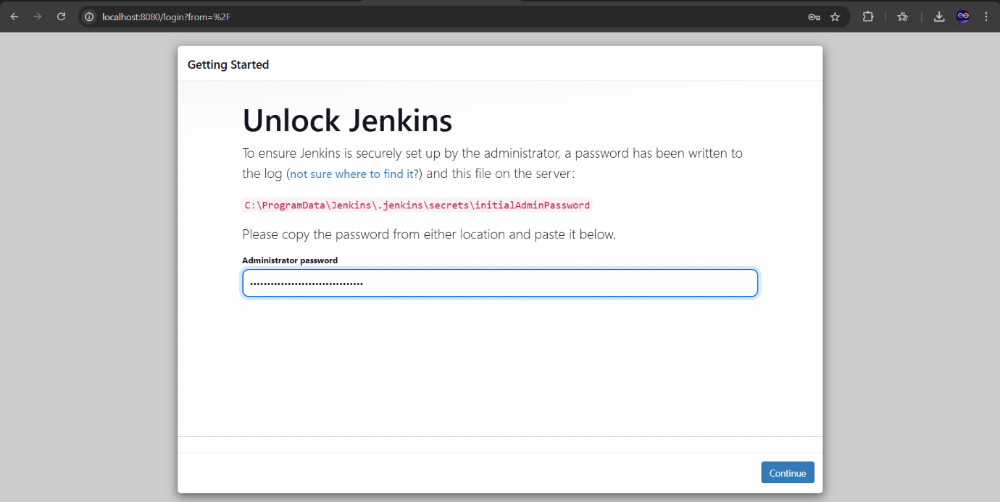 localhost:8080/login?from=%2F
Getting Started
Unlock Jenkins
To ensure Jenkins is securely set up by the administrator, a password has been written to
the log (not sure where to find it?) and this file on the server:
C:\ProgramData\Jenkins\.jenkins\secrets\initialAdminPassword
Please copy the password from either location and paste it below.
Administrator password
••••••••••••••••••••••••••••••••
Continue